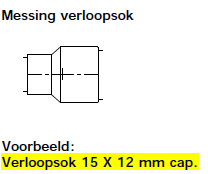 Messing verloopsok
Voorbeeld:
Verloopsok 15 X 12 mm cap.